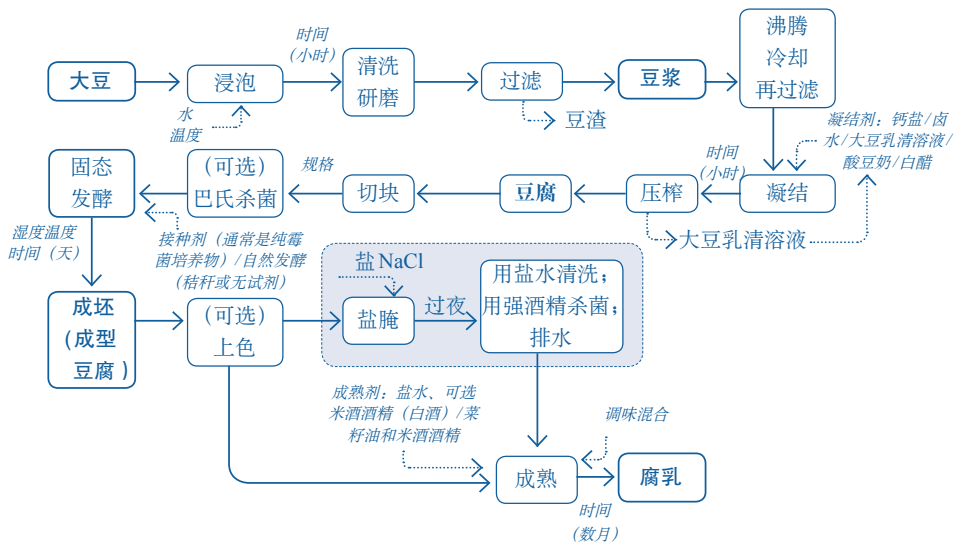 大豆
浸泡
水
温度
时间
（小时）
清洗
研磨
过滤
豆渣
豆浆
沸腾
冷却
再过滤
凝结剂：钙盐/卤
水/大豆乳清溶液/
酸豆奶/白醋
凝结
时间
（小时）
压榨
大豆乳清溶液
豆腐
切块
规格
（可选）
巴氏杀菌
固态
发酵
接种剂（通常是纯霉
菌培养物）/自然发酵
（秸秆或无试剂）
湿度温度
时间（天）
成坯
（成型
豆腐）
（可选）
上色
盐NaCl
盐腌
过夜
用盐水清洗；
用强酒精杀菌；
排水
成熟剂：盐水、可选
米酒酒精（白酒）/菜
籽油和米酒酒精
调味混合
成熟
时间
（数月）
腐乳